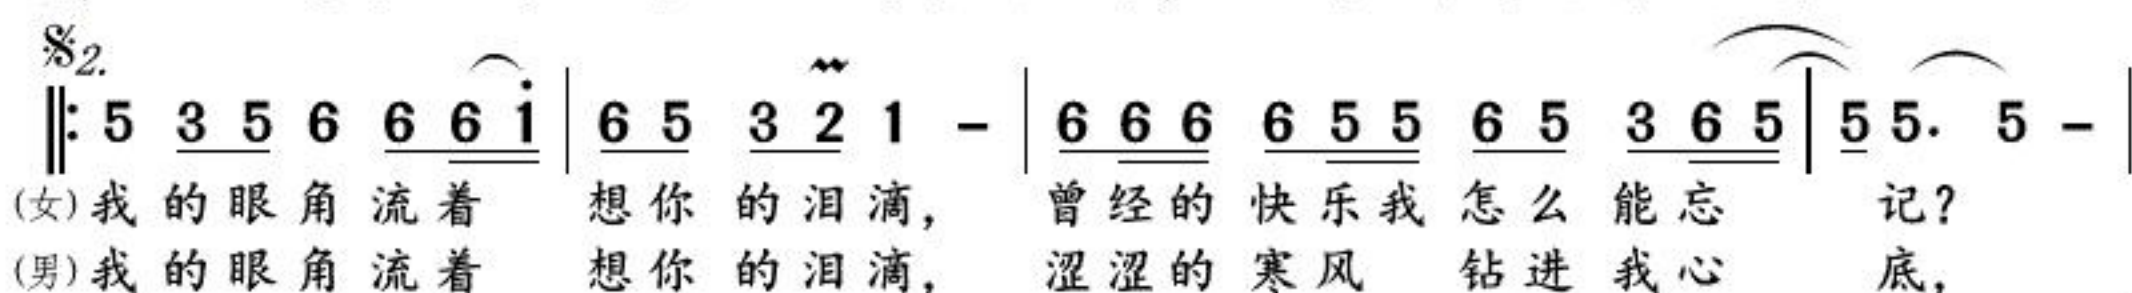 2.
5 3 5 6 6 6 1 6 5 3 2 1 – 6 6 6 6 5 5 6 5 3 6 5 5 5. 5 –
(女)我的眼角流着 想你的泪滴, 曾经的快乐我怎么能忘 记?
(男)我的眼角流着 想你的泪滴, 涩涩的寒风 钻进我心 底,